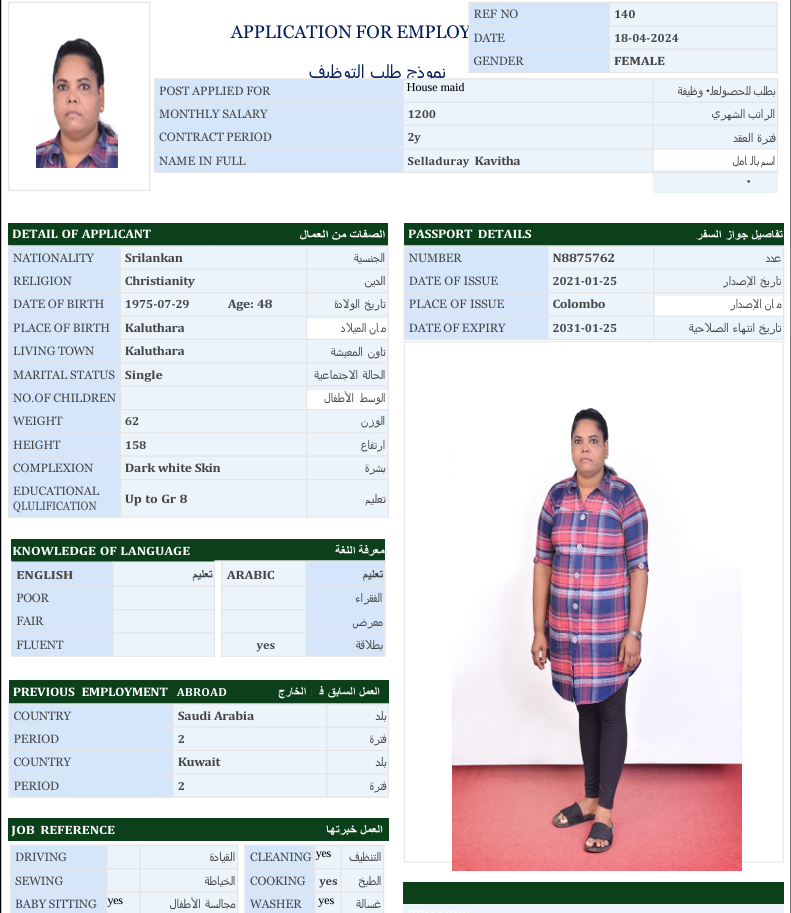 APPLICATION FOR EMPLOY
نموذج طلب التوظيف
REF NO 140
DATE 18-04-2024
GENDER FEMALE
POST APPLIED FOR House maid بطلب للحصولعلى وظيفة
MONTHLY SALARY 1200 الراتب الشهري
CONTRACT PERIOD 2y فترة العقد
NAME IN FULL Selladuray Kavitha اسم بال امل
DETAIL OF APPLICANT الصفات من العمال
NATIONALITY Srilankan الجنسية
RELIGION Christianity الدين
DATE OF BIRTH 1975-07-29 Age: 48 تاريخ الولادة
PLACE OF BIRTH Kaluthara م ان الميلاد
LIVING TOWN Kaluthara تاون المعيشة
MARITAL STATUS Single الحالة الاجتماعية
NO.OF CHILDREN الوسط الأطفال
WEIGHT 62 الوزن
HEIGHT 158 ارتفاع
COMPLEXION Dark white Skin بشرة
EDUCATIONAL QLULIFICATION Up to Gr 8 تعليم
KNOWLEDGE OF LANGUAGE معرفة اللغة
ENGLISH تعليم ARABIC تعليم
POOR الفقراء
FAIR معرض
FLUENT yes بطلاقة
PREVIOUS EMPLOYMENT ABROAD العمل السابق ف الخارج
COUNTRY Saudi Arabia بلد
PERIOD 2 فترة
COUNTRY Kuwait بلد
PERIOD 2 فترة
JOB REFERENCE العمل خبرتها
DRIVING القيادة CLEANING yes التنظيف
SEWING الخياطة COOKING yes الطبخ
BABY SITTING yes مجالسة الأطفال WASHER yes غسالة
PASSPORT DETAILS تفاصيل جواز السفر
NUMBER N8875762 عدد
DATE OF ISSUE 2021-01-25 تاريخ الإصدار
PLACE OF ISSUE Colombo م ان الإصدار
DATE OF EXPIRY 2031-01-25 تاريخ انتهاء الصلاحية